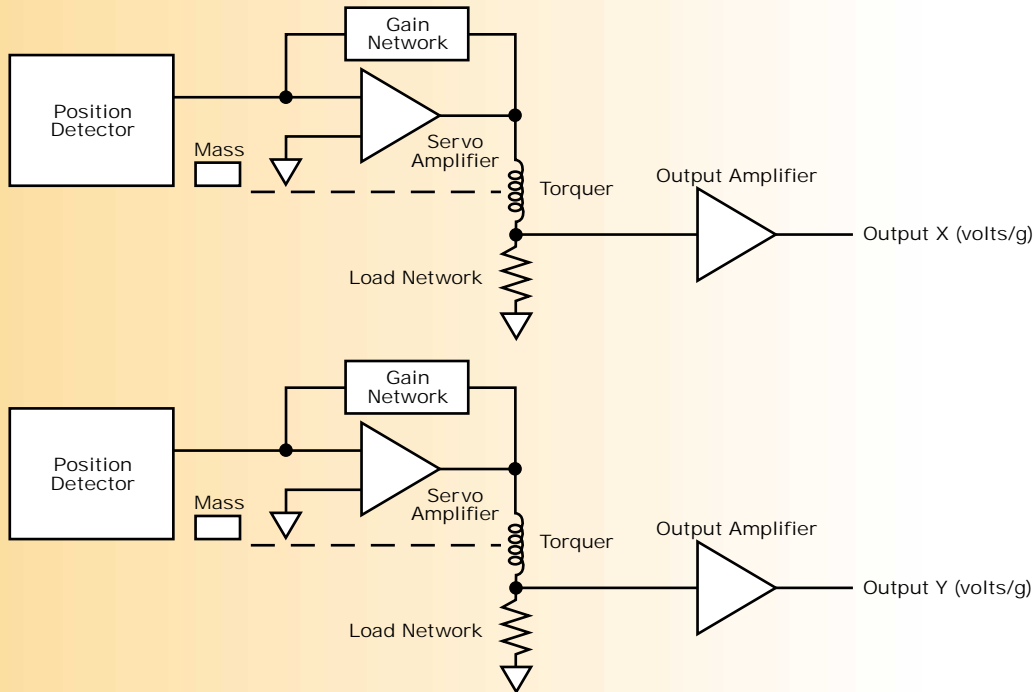 Gain
Network
Position
Detector
Mass
Servo
Amplifier
Torquer
Output Amplifier
Output X (volts/g)
Load Network
Gain
Network
Position
Detector
Mass
Servo
Amplifier
Torquer
Output Amplifier
Output Y (volts/g)
Load Network